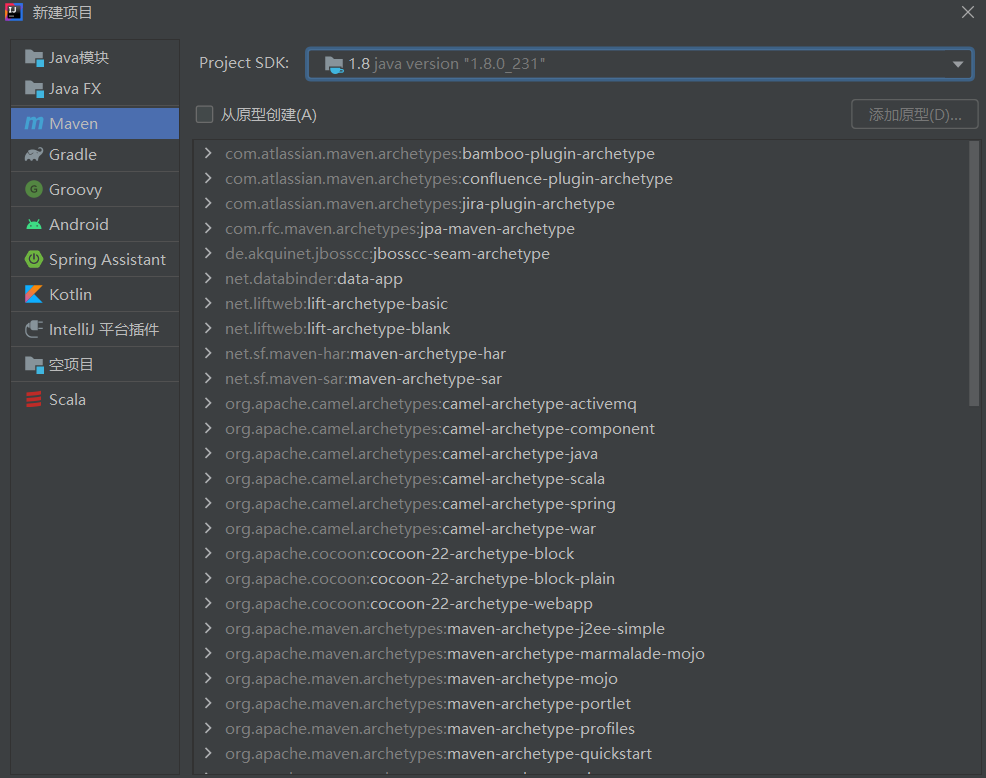 新建项目
Java模块
Java FX
Maven
Gradle
Groovy
Android
Spring Assistant
Kotlin
IntelliJ 平台插件
空项目
Scala
Project SDK: 1.8 java version "1.8.0_231"
从原型创建(A) 添加原型(D)...
com.atlassian.maven.archetypes:bamboo-plugin-archetype
com.atlassian.maven.archetypes:confluence-plugin-archetype
com.atlassian.maven.archetypes:jira-plugin-archetype
com.rfc.maven.archetypes:jpa-maven-archetype
de.akquinet.jbosscc:jbosscc-seam-archetype
net.databinder:data-app
net.liftweb:lift-archetype-basic
net.liftweb:lift-archetype-blank
net.sf.maven-har:maven-archetype-har
net.sf.maven-sar:maven-archetype-sar
org.apache.camel.archetypes:camel-archetype-activemq
org.apache.camel.archetypes:camel-archetype-component
org.apache.camel.archetypes:camel-archetype-java
org.apache.camel.archetypes:camel-archetype-scala
org.apache.camel.archetypes:camel-archetype-spring
org.apache.camel.archetypes:camel-archetype-war
org.apache.cocoon:cocoon-22-archetype-block
org.apache.cocoon:cocoon-22-archetype-block-plain
org.apache.cocoon:cocoon-22-archetype-webapp
org.apache.maven.archetypes:maven-archetype-j2ee-simple
org.apache.maven.archetypes:maven-archetype-marmalade-mojo
org.apache.maven.archetypes:maven-archetype-mojo
org.apache.maven.archetypes:maven-archetype-portlet
org.apache.maven.archetypes:maven-archetype-profiles
org.apache.maven.archetypes:maven-archetype-quickstart